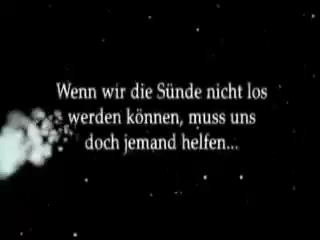 Wenn wir die Sünde nicht los
werden können, muss uns
doch jemand helfen...